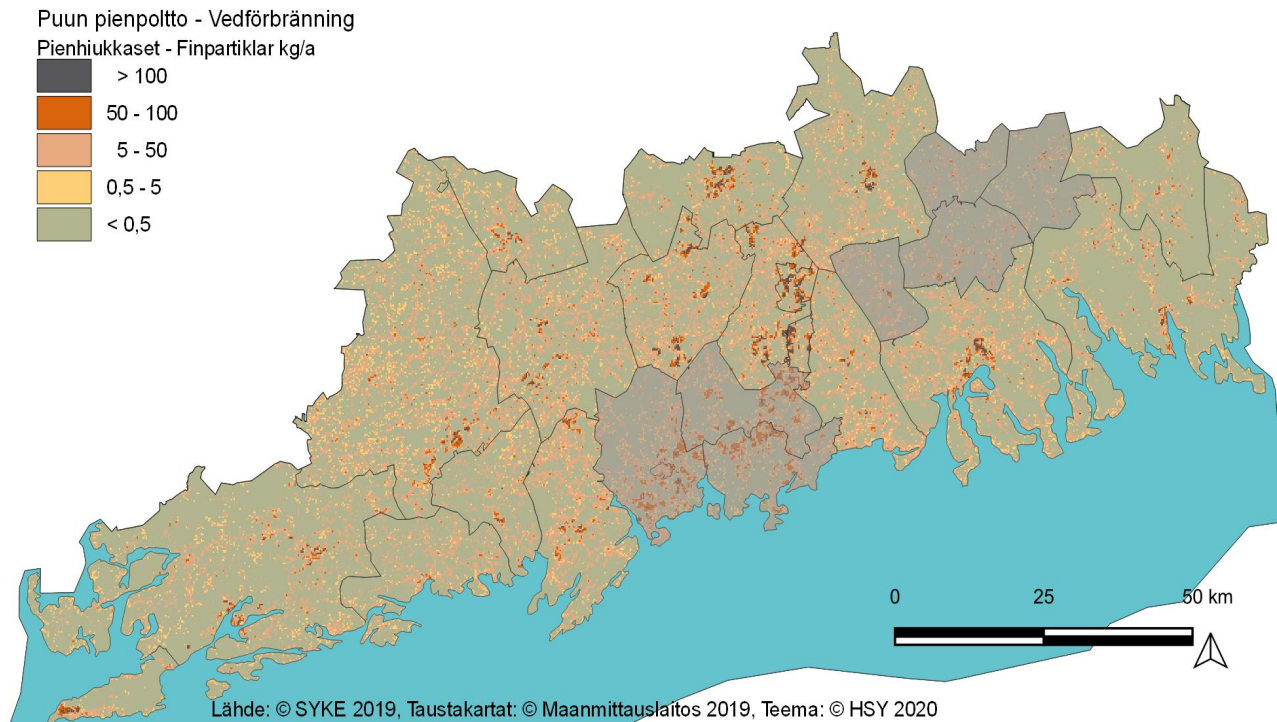 Puun pienpoltto - Vedförbränning
Pienhiukkaset - Finpartiklar kg/a
> 100
50 - 100
5 - 50
0,5 - 5
< 0,5
0 25 50 km
Lähde: © SYKE 2019, Taustakartat: © Maanmittauslaitos 2019, Teema: © HSY 2020